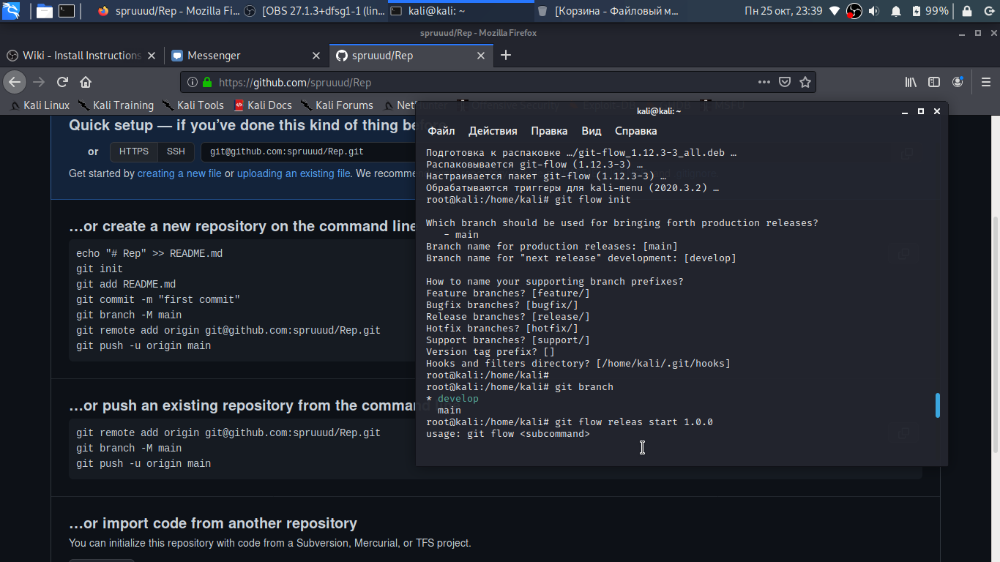 spruuud/Rep - Mozilla Fi...
[OBS 27.1.3+dfsg1-1 (lin...
kali@kali: ~
[Корзина - Файловый м...
Пн 25 окт, 23:39
99%
spruuud/Rep - Mozilla Firefox
Wiki - Install Instructions
Messenger
spruuud/Rep
https://github.com/spruuud/Rep
Kali Linux
Kali Training
Kali Tools
Kali Docs
Kali Forums
NetHunter
Offensive Security
MSFU
Quick setup — if you’ve done this kind of thing before
or
HTTPS
SSH
git@github.com:spruuud/Rep.git
Get started by creating a new file or uploading an existing file. We recomme
…or create a new repository on the command line
echo "# Rep" >> README.md
git init
git add README.md
git commit -m "first commit"
git branch -M main
git remote add origin git@github.com:spruuud/Rep.git
git push -u origin main
…or push an existing repository from the command line
git remote add origin git@github.com:spruuud/Rep.git
git branch -M main
git push -u origin main
…or import code from another repository
You can initialize this repository with code from a Subversion, Mercurial, or TFS project.
kali@kali: ~
Файл Действия Правка Вид Справка
Подготовка к распаковке …/git-flow_1.12.3-3_all.deb …
Распаковывается git-flow (1.12.3-3) …
Настраивается пакет git-flow (1.12.3-3) …
Обрабатываются триггеры для kali-menu (2020.3.2) …
root@kali:/home/kali# git flow init
Which branch should be used for bringing forth production releases?
- main
Branch name for production releases: [main]
Branch name for "next release" development: [develop]
How to name your supporting branch prefixes?
Feature branches? [feature/]
Bugfix branches? [bugfix/]
Release branches? [release/]
Hotfix branches? [hotfix/]
Support branches? [support/]
Version tag prefix? []
Hooks and filters directory? [/home/kali/.git/hooks]
root@kali:/home/kali#
root@kali:/home/kali# git branch
* develop
main
root@kali:/home/kali# git flow releas start 1.0.0
usage: git flow <subcommand>